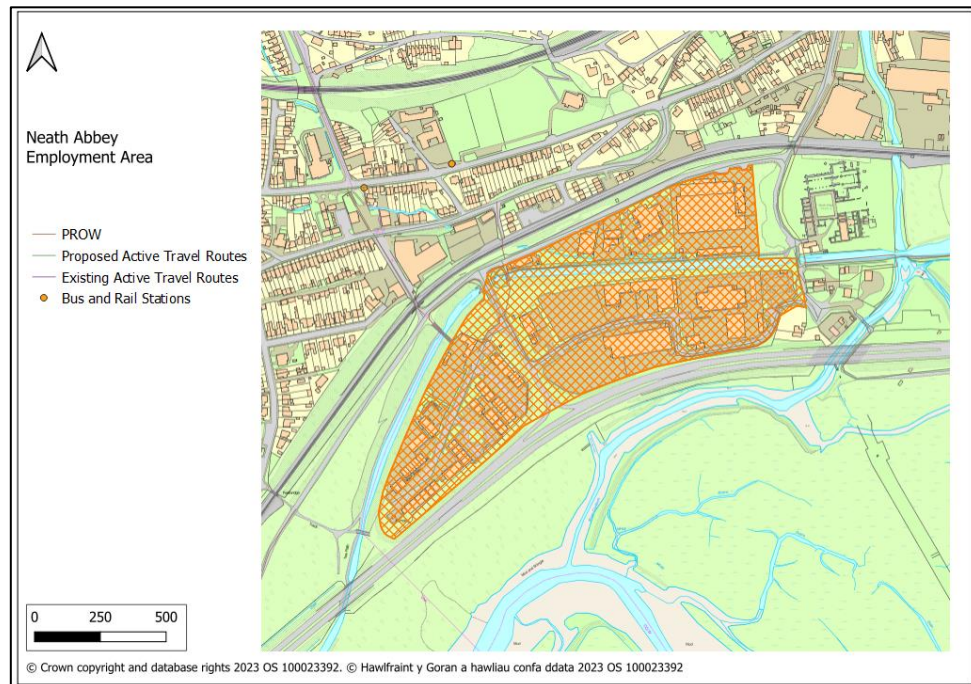 Neath Abbey
Employment Area
PROW
Proposed Active Travel Routes
Existing Active Travel Routes
Bus and Rail Stations
0 250 500
© Crown copyright and database rights 2023 OS 100023392. © Hawlfraint y Goran a hawliau confa ddata 2023 OS 100023392